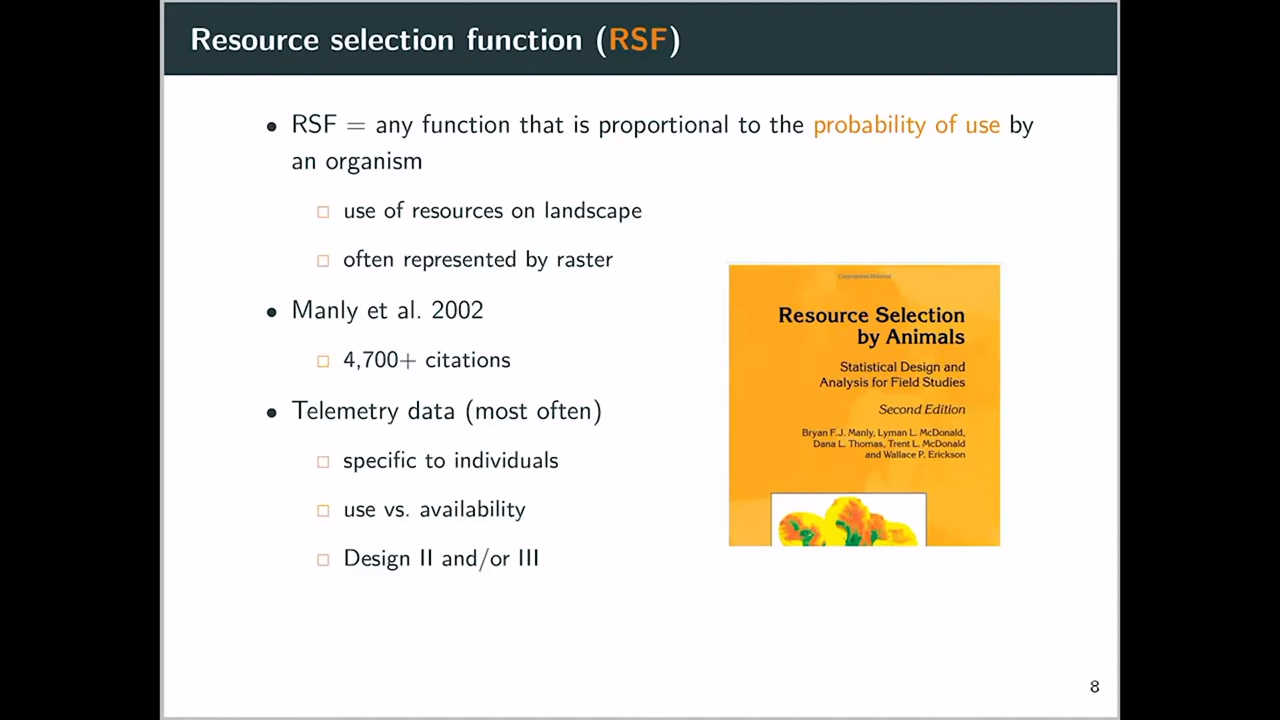 Resource selection function (RSF)
• RSF = any function that is proportional to the probability of use by
an organism
□ use of resources on landscape
□ often represented by raster
• Manly et al. 2002
□ 4,700+ citations
• Telemetry data (most often)
□ specific to individuals
□ use vs. availability
□ Design II and/or III
Copyrighted Material
Resource Selection
by Animals
Statistical Design and
Analysis for Field Studies
Second Edition
Bryan F.J. Manly, Lyman L. McDonald,
Dana L. Thomas, Trent L. McDonald
and Wallace P. Erickson
8